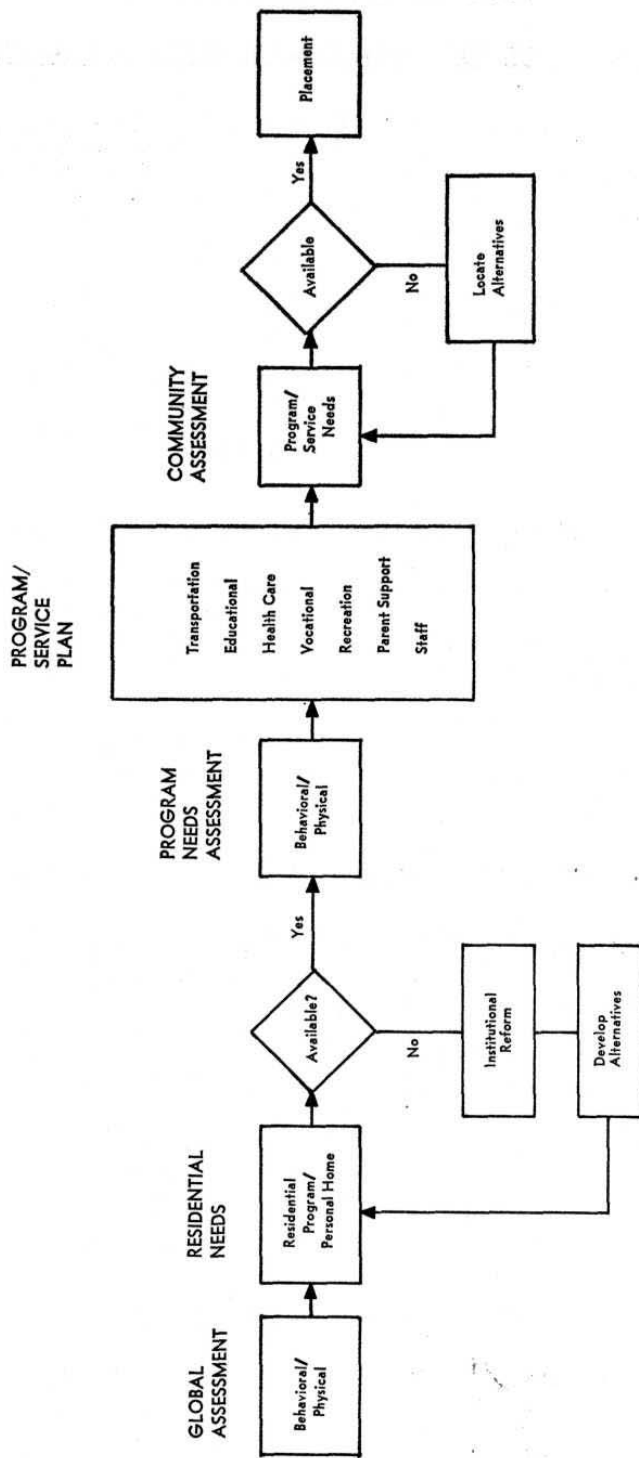 GLOBAL
ASSESSMENT
Behavioral/
Physical
RESIDENTIAL
NEEDS
Residential
Program/
Personal Home
Available?
Yes
No
Institutional
Reform
Develop
Alternatives
PROGRAM
NEEDS
ASSESSMENT
Behavioral/
Physical
PROGRAM/
SERVICE
PLAN
Transportation
Educational
Health Care
Vocational
Recreation
Parent Support
Staff
COMMUNITY
ASSESSMENT
Program/
Service
Needs
Available
Yes
No
Locate
Alternatives
Placement